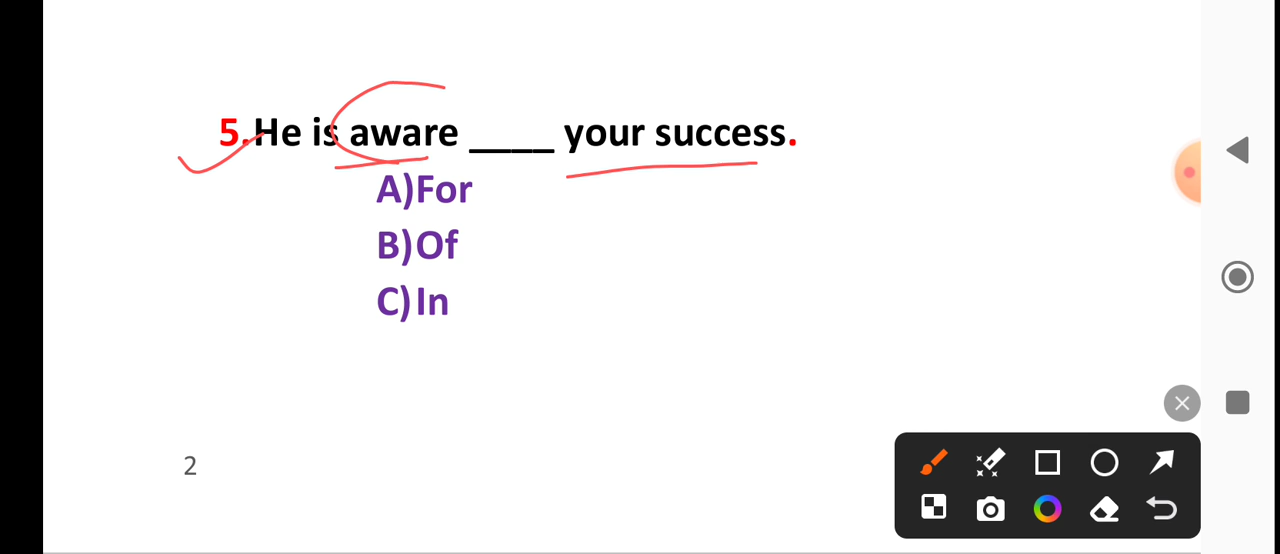 5.He is aware ____ your success.
A)For
B)Of
C)In
2